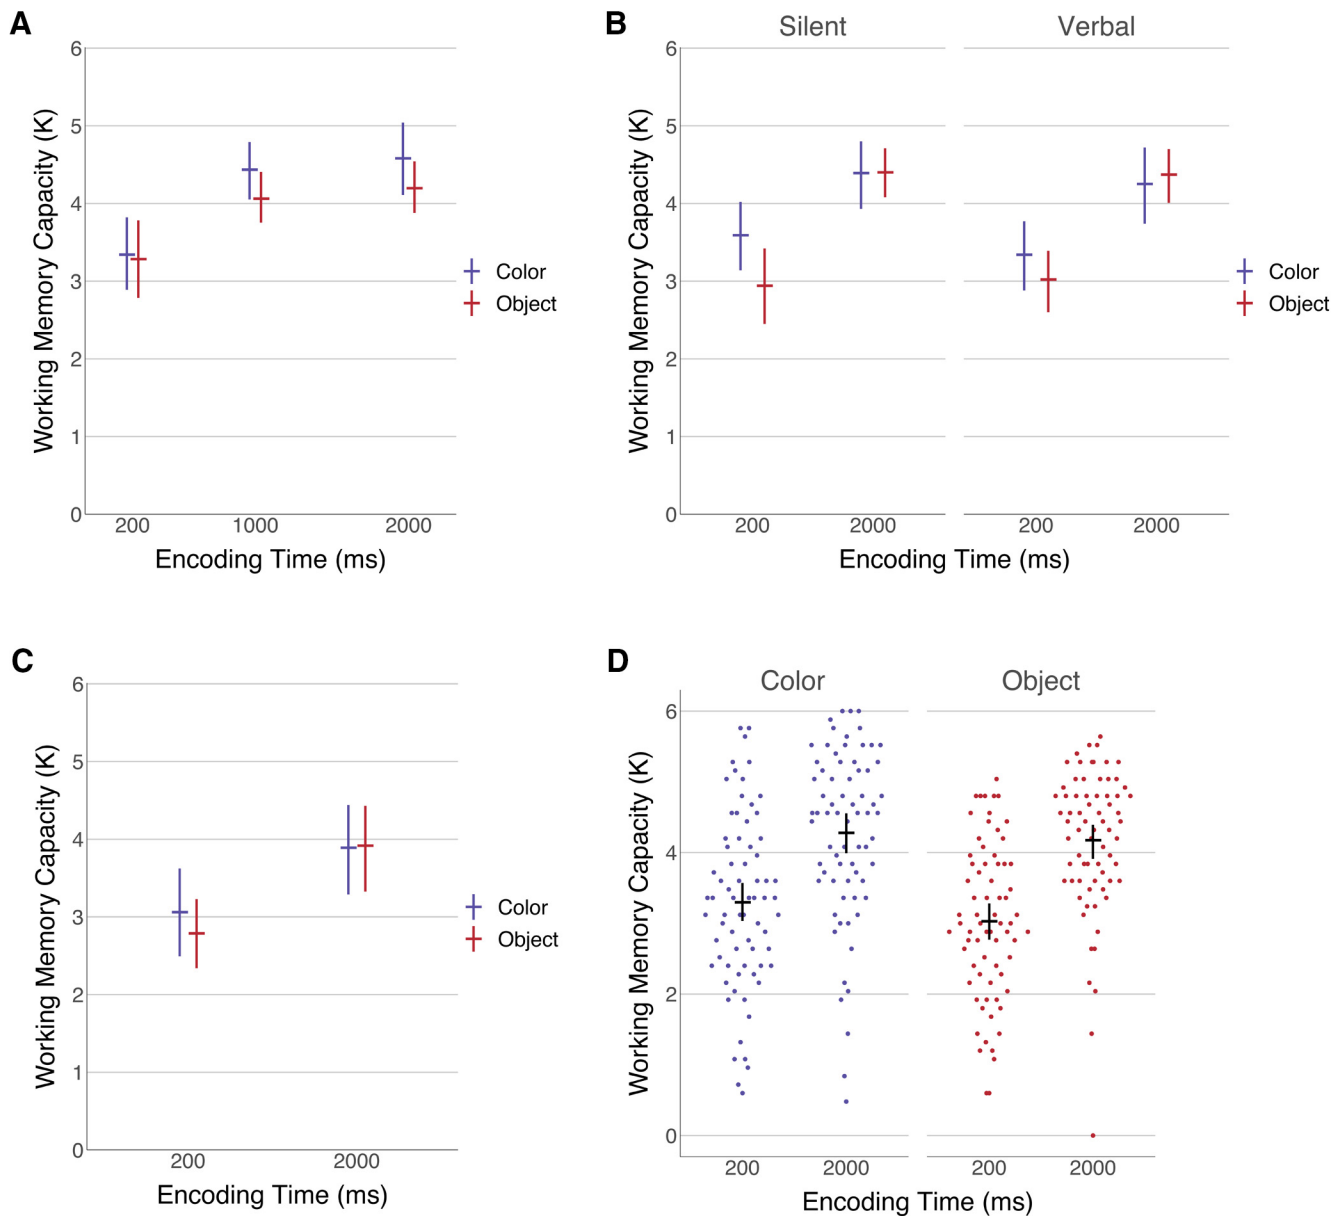 A
Working Memory Capacity (K)
6
5
4
3
2
1
0
200 1000 2000
Encoding Time (ms)
Color
Object
B
Silent Verbal
Working Memory Capacity (K)
6
5
4
3
2
1
0
200 2000 200 2000
Encoding Time (ms)
Color
Object
C
Working Memory Capacity (K)
6
5
4
3
2
1
0
200 2000
Encoding Time (ms)
Color
Object
D
Color Object
Working Memory Capacity (K)
6
4
2
0
200 2000 200 2000
Encoding Time (ms)